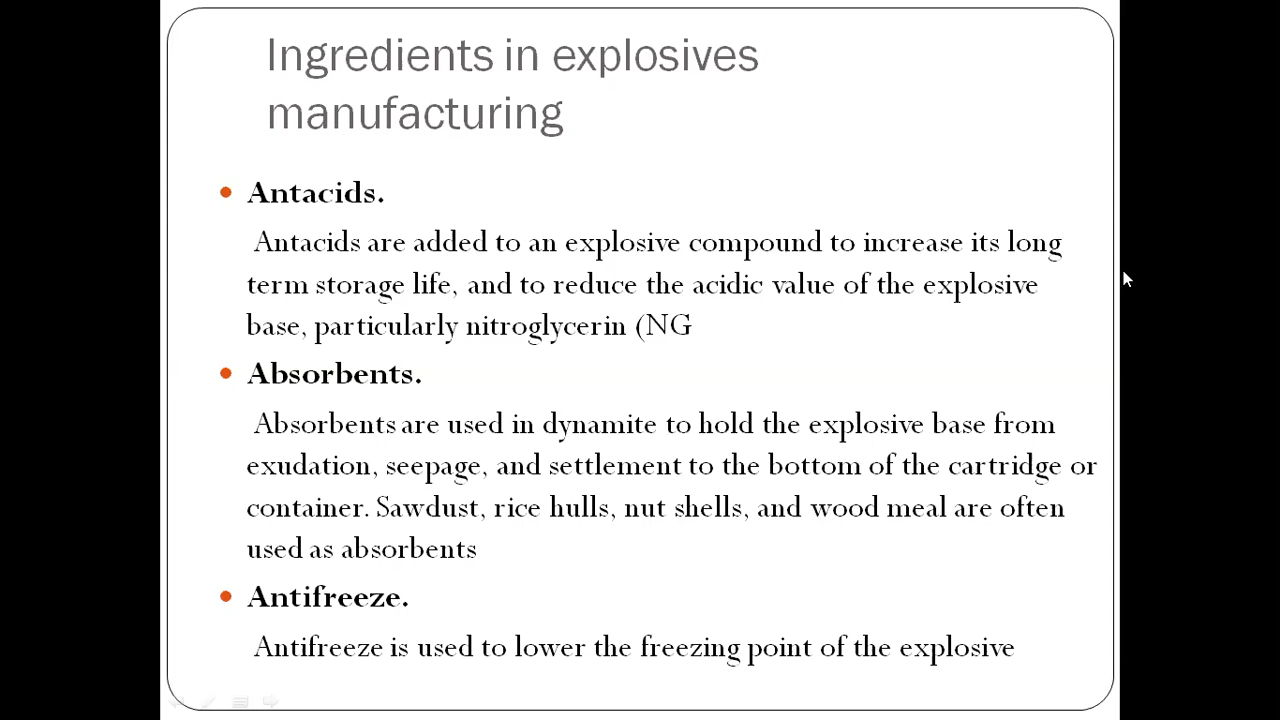 Ingredients in explosives
manufacturing
• Antacids.
Antacids are added to an explosive compound to increase its long
term storage life, and to reduce the acidic value of the explosive
base, particularly nitroglycerin (NG
• Absorbents.
Absorbents are used in dynamite to hold the explosive base from
exudation, seepage, and settlement to the bottom of the cartridge or
container. Sawdust, rice hulls, nut shells, and wood meal are often
used as absorbents
• Antifreeze.
Antifreeze is used to lower the freezing point of the explosive